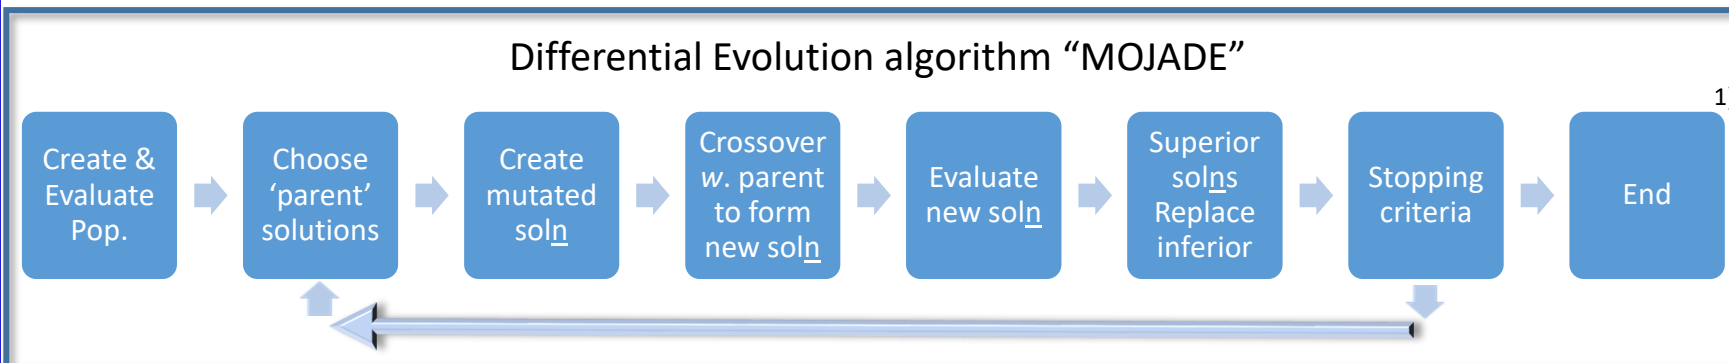 Differential Evolution algorithm “MOJADE”
1)
Create &
Evaluate
Pop.
Choose
‘parent’
solutions
Create
mutated
soln
Crossover
w. parent
to form
new soln
Evaluate
new soln
Superior
solns
Replace
inferior
Stopping
criteria
End